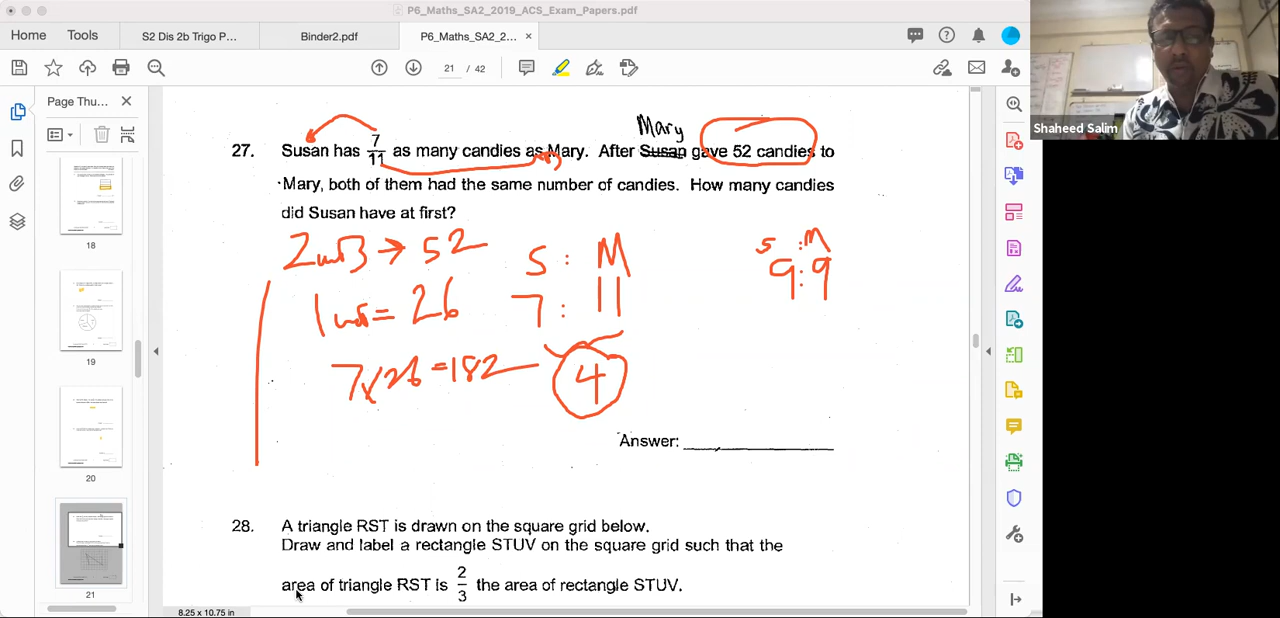 P6_Maths_SA2_2019_ACS_Exam_Papers.pdf
Home Tools S2 Dis 2b Trigo P... Binder2.pdf P6_Maths_SA2_2... ×
21 / 42
Page Thu...
18
19
20
21
8.25 x 10.75 in
Mary
27. Susan has 7/11 as many candies as Mary. After Susan gave 52 candies to
Mary, both of them had the same number of candies. How many candies
did Susan have at first?
2 → 52
S : M
S : M
9 : 9
1 = 26
7 : 11
7 x 26 = 182
4
Answer:
28. A triangle RST is drawn on the square grid below.
Draw and label a rectangle STUV on the square grid such that the
area of triangle RST is 2/3 the area of rectangle STUV.
Shaheed Salim